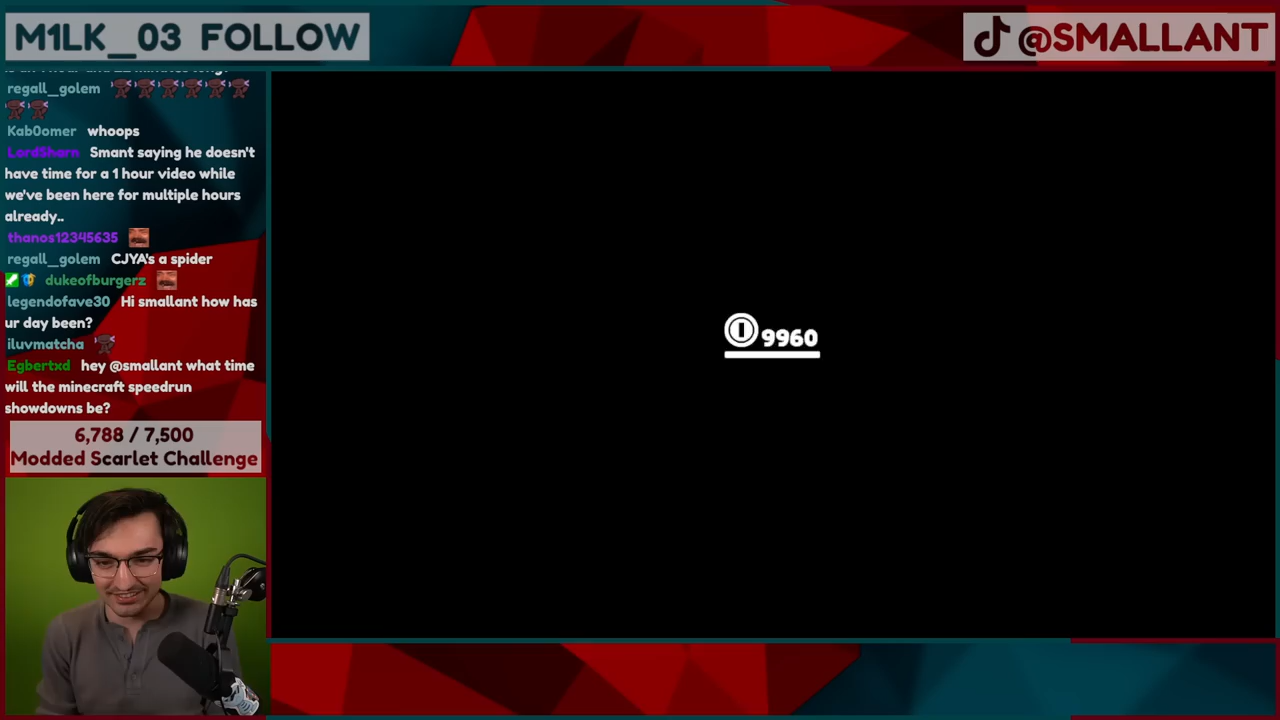 M1LK_03 FOLLOW
@SMALLANT
regall_golem
Kab0omer whoops
LordSharn Smant saying he doesn't
have time for a 1 hour video while
we've been here for multiple hours
already..
thanos12345635
regall_golem CJYA's a spider
dukeofburgerz
legendofave30 Hi smallant how has
ur day been?
iluvmatcha
Egbertxd hey @smallant what time
will the minecraft speedrun
showdowns be?
6,788 / 7,500
Modded Scarlet Challenge
9960